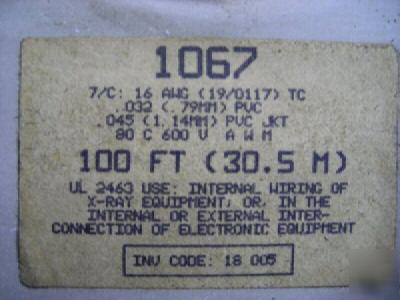 1067
7/C: 16 AWG (19/0117) TC
.032 (.79MM) PVC
.045 (1.14MM) PVC JKT
80 C 600 V A W M
100 FT (30.5 M)
UL 2463 USE: INTERNAL WIRING OF
X-RAY EQUIPMENT, OR, IN THE
INTERNAL OR EXTERNAL INTER-
CONNECTION OF ELECTRONIC EQUIPMENT
INV CODE: 18 005